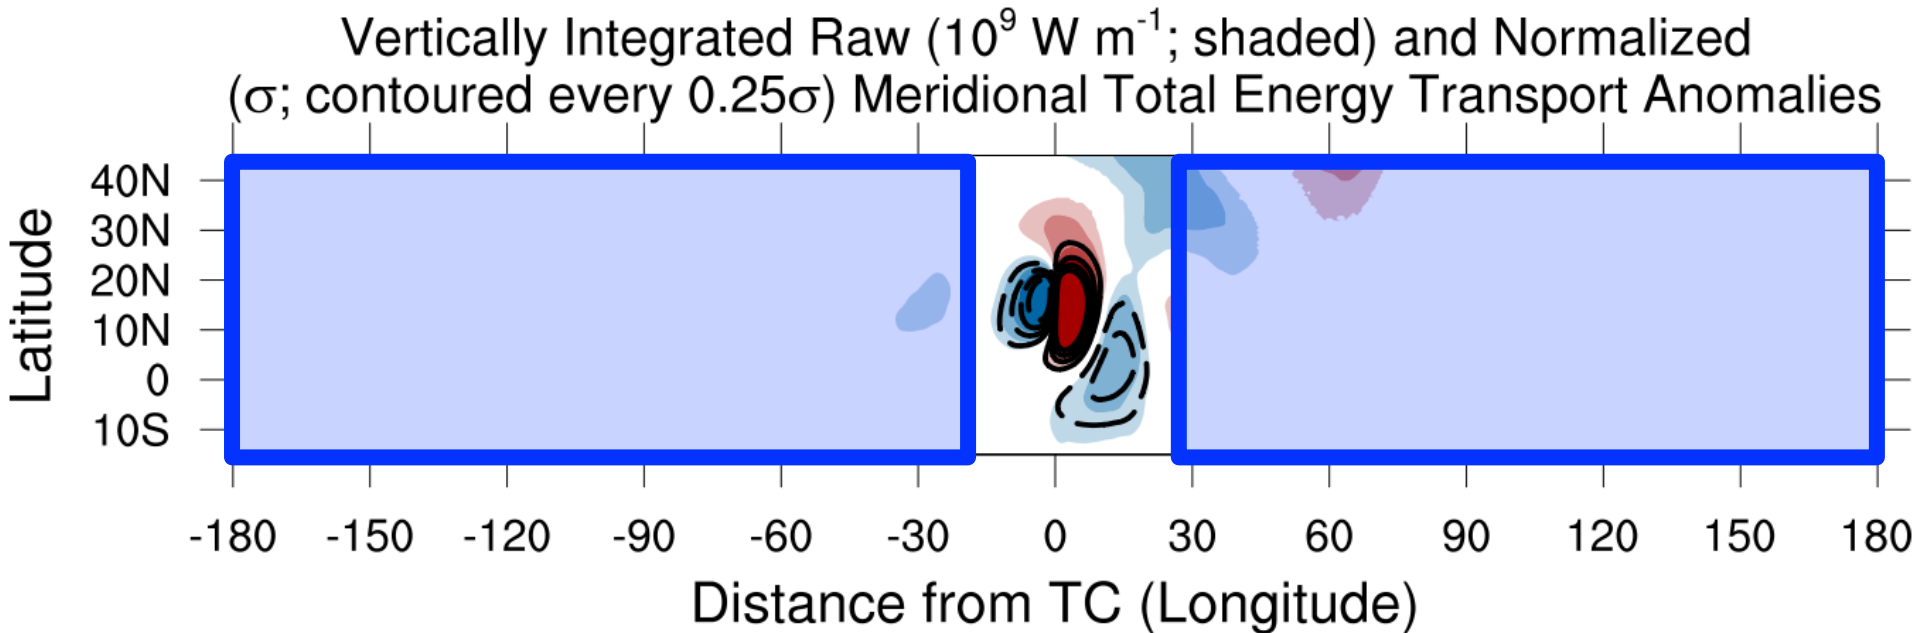 Vertically Integrated Raw (10⁹ W m⁻¹; shaded) and Normalized
(σ; contoured every 0.25σ) Meridional Total Energy Transport Anomalies
Latitude
40N
30N
20N
10N
0
10S
-180 -150 -120 -90 -60 -30 0 30 60 90 120 150 180
Distance from TC (Longitude)